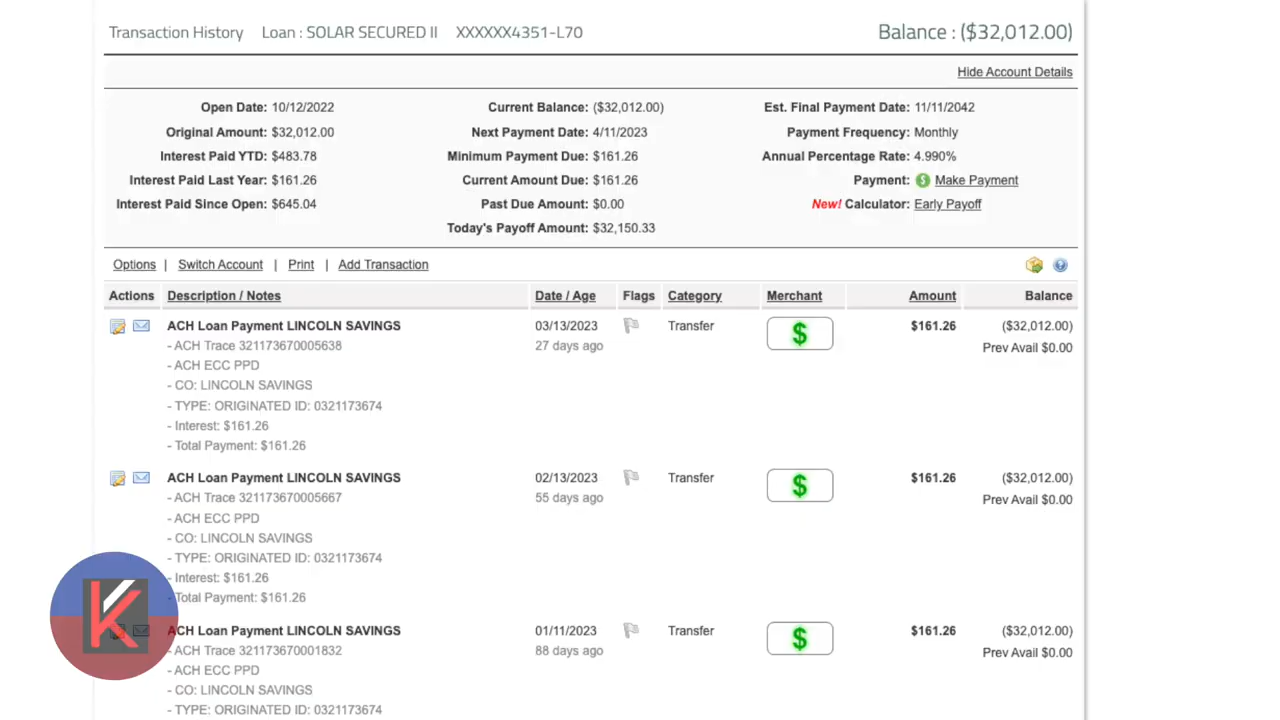 Transaction History Loan : SOLAR SECURED II XXXXXX4351-L70 Balance : ($32,012.00)
Hide Account Details
Open Date: 10/12/2022 Current Balance: ($32,012.00) Est. Final Payment Date: 11/11/2042
Original Amount: $32,012.00 Next Payment Date: 4/11/2023 Payment Frequency: Monthly
Interest Paid YTD: $483.78 Minimum Payment Due: $161.26 Annual Percentage Rate: 4.990%
Interest Paid Last Year: $161.26 Current Amount Due: $161.26 Payment: $ Make Payment
Interest Paid Since Open: $645.04 Past Due Amount: $0.00 New! Calculator: Early Payoff
Today's Payoff Amount: $32,150.33
Options | Switch Account | Print | Add Transaction ?
Actions Description / Notes Date / Age Flags Category Merchant Amount Balance
ACH Loan Payment LINCOLN SAVINGS 03/13/2023 Transfer $ $161.26 ($32,012.00)
- ACH Trace 321173670005638 27 days ago Prev Avail $0.00
- ACH ECC PPD
- CO: LINCOLN SAVINGS
- TYPE: ORIGINATED ID: 0321173674
- Interest: $161.26
- Total Payment: $161.26
ACH Loan Payment LINCOLN SAVINGS 02/13/2023 Transfer $ $161.26 ($32,012.00)
- ACH Trace 321173670005667 55 days ago Prev Avail $0.00
- ACH ECC PPD
- CO: LINCOLN SAVINGS
- TYPE: ORIGINATED ID: 0321173674
- Interest: $161.26
- Total Payment: $161.26
ACH Loan Payment LINCOLN SAVINGS 01/11/2023 Transfer $ $161.26 ($32,012.00)
- ACH Trace 321173670001832 88 days ago Prev Avail $0.00
- ACH ECC PPD
- CO: LINCOLN SAVINGS
- TYPE: ORIGINATED ID: 0321173674
K